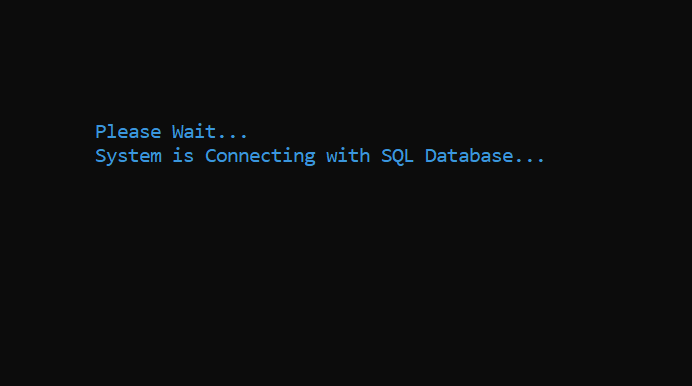 Please Wait...
System is Connecting with SQL Database...